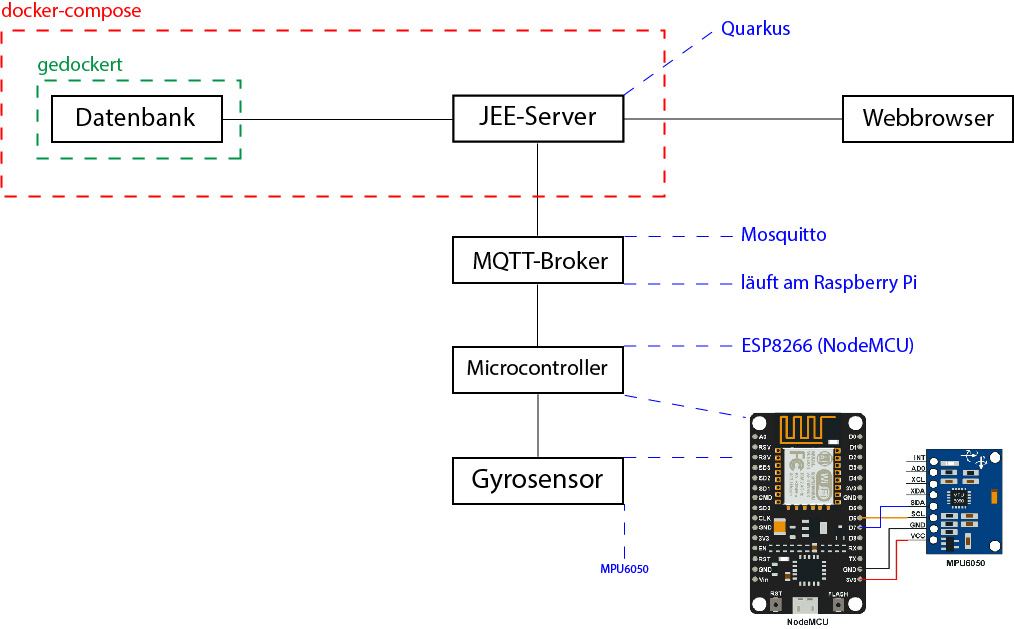 docker-compose
Quarkus
gedockert
Datenbank
JEE-Server
Webbrowser
Mosquitto
MQTT-Broker
läuft am Raspberry Pi
ESP8266 (NodeMCU)
Microcontroller
Gyrosensor
MPU6050
A0
RSV
RSV
SD3
SD2
SD1
CMD
SD0
CLK
GND
3V3
EN
RST
GND
Vin
D0
D1
D2
D3
D4
3V3
GND
D5
D6
D7
D8
RX
TX
GND
3V3
WiFi
RST
FLASH
NodeMCU
INT
AD0
XCL
XDA
SDA
SCL
GND
VCC
MPU6050